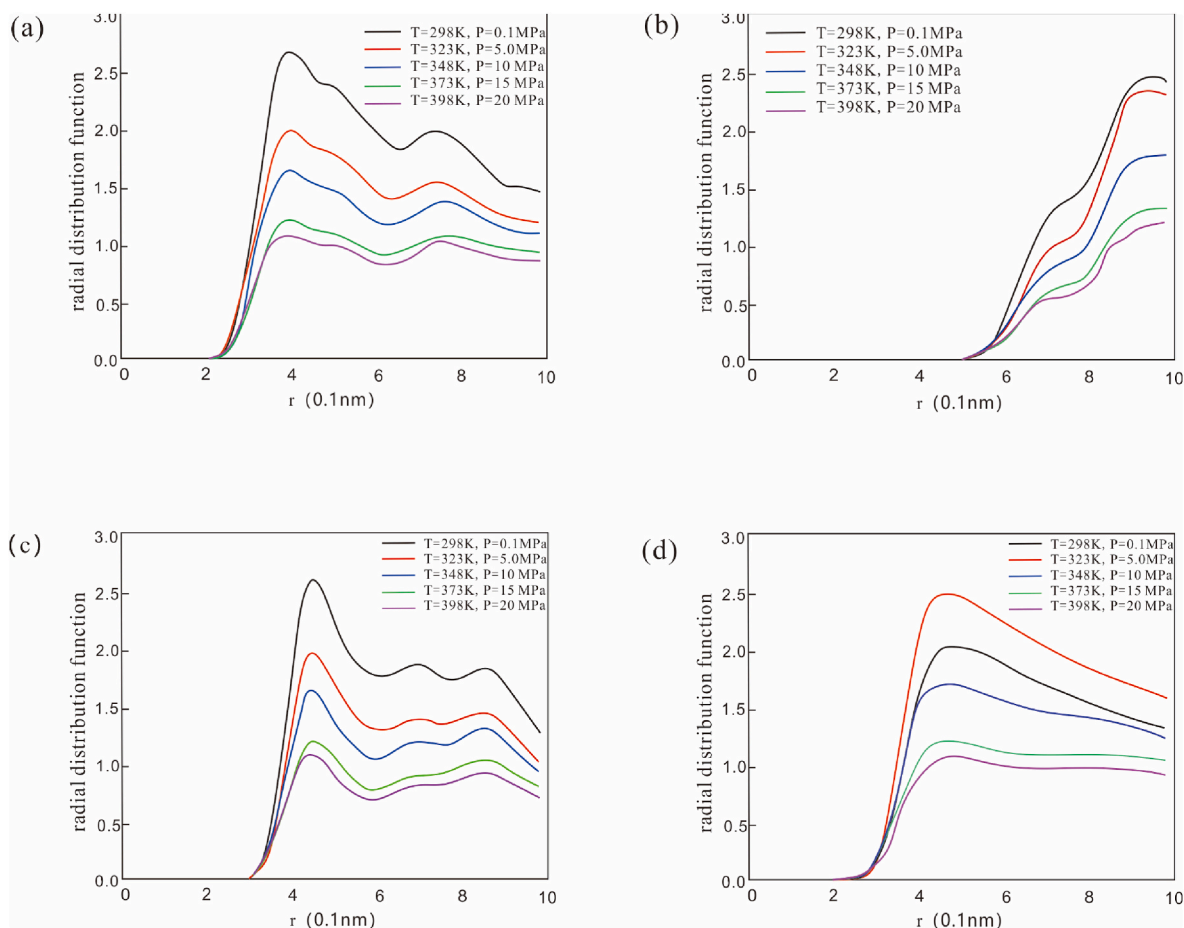 (a)
3.0
2.5
2.0
1.5
1.0
0.5
0.0
radial distribution function
T=298K, P=0.1MPa
T=323K, P=5.0MPa
T=348K, P=10 MPa
T=373K, P=15 MPa
T=398K, P=20 MPa
0 2 4 6 8 10
r (0.1nm)
(b)
3.0
2.5
2.0
1.5
1.0
0.5
0.0
radial distribution function
T=298K, P=0.1MPa
T=323K, P=5.0MPa
T=348K, P=10 MPa
T=373K, P=15 MPa
T=398K, P=20 MPa
0 2 4 6 8 10
r (0.1nm)
(c)
3.0
2.5
2.0
1.5
1.0
0.5
0.0
radial distribution function
T=298K, P=0.1MPa
T=323K, P=5.0MPa
T=348K, P=10 MPa
T=373K, P=15 MPa
T=398K, P=20 MPa
0 2 4 6 8 10
r (0.1nm)
(d)
3.0
2.5
2.0
1.5
1.0
0.5
0.0
radial distribution function
T=298K, P=0.1MPa
T=323K, P=5.0MPa
T=348K, P=10 MPa
T=373K, P=15 MPa
T=398K, P=20 MPa
0 2 4 6 8 10
r (0.1nm)